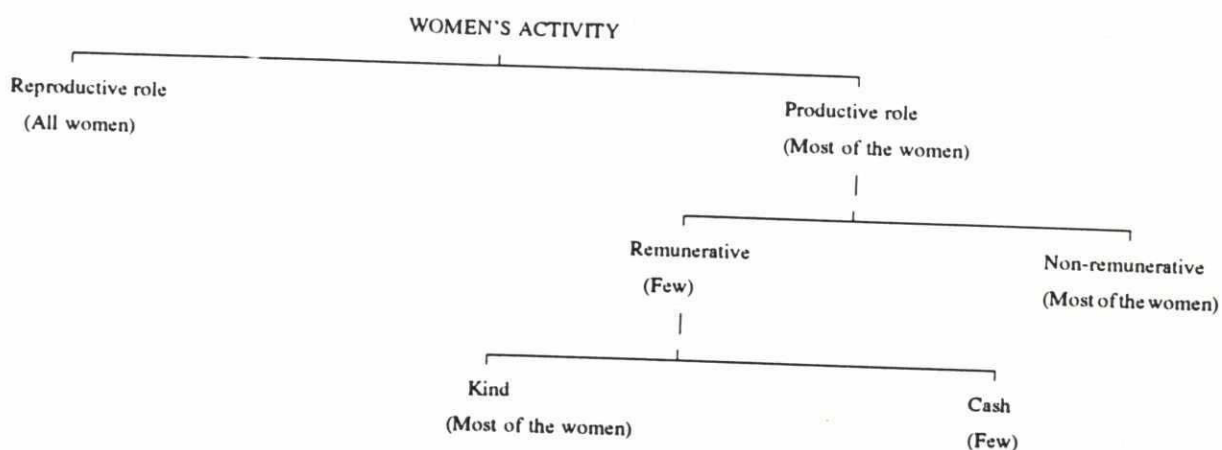 WOMEN'S ACTIVITY
Reproductive role
(All women)
Productive role
(Most of the women)
Remunerative
(Few)
Non-remunerative
(Most of the women)
Kind
(Most of the women)
Cash
(Few)